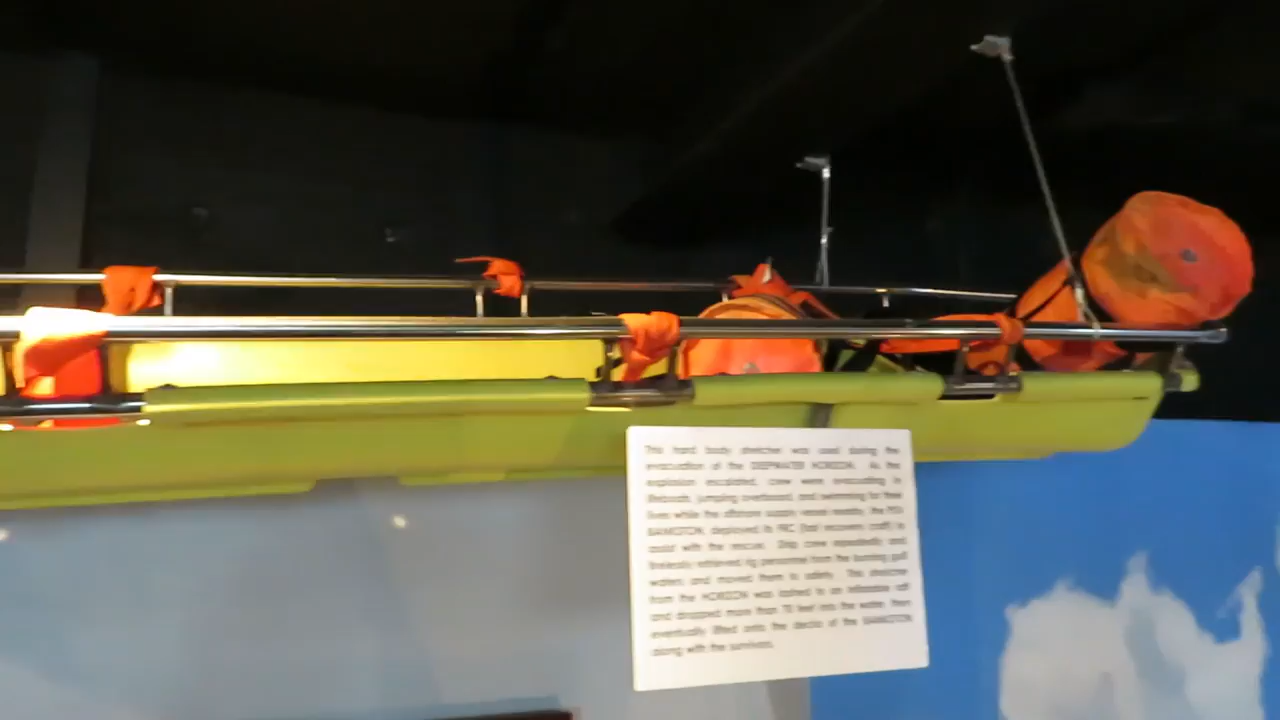 This hard body stretcher was used during the
evacuation of the DEEPWATER HORIZON. As the
explosion escalated, crew were evacuating in
lifeboats, jumping overboard, and swimming for their
lives while the offshore supply vessel nearby, the M/V
BANKSTON, deployed its FRC (fast recovery craft) to
assist with the rescue. Ship crew repeatedly and
tirelessly retrieved rig personnel from the burning gulf
waters and moved them to safety. This stretcher
from the HORIZON was lashed to an inflatable raft
and dropped more than 70 feet into the water, then
eventually lifted onto the decks of the BANKSTON
along with the survivors.